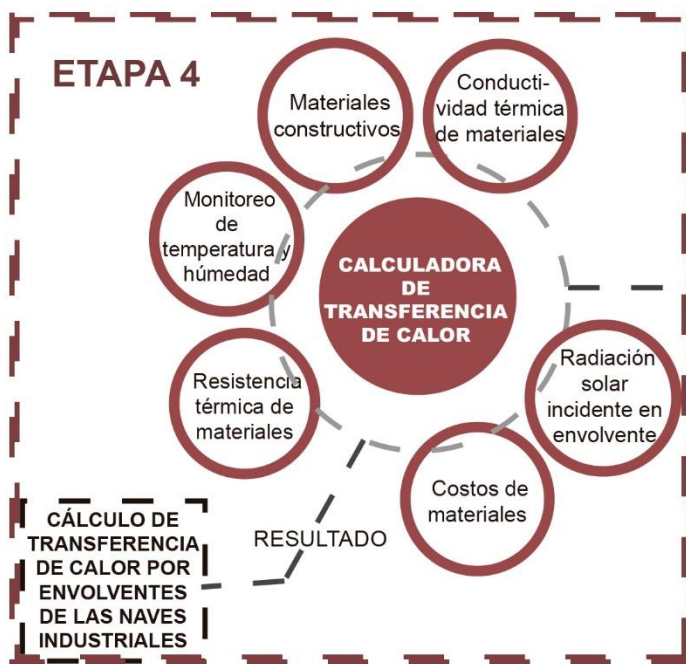 ETAPA 4
Materiales
constructivos
Conducti-
vidad térmica
de materiales
Monitoreo
de
temperatura y
húmedad
CALCULADORA
DE
TRANSFERENCIA
DE CALOR
Resistencia
térmica de
materiales
Radiación
solar
incidente en
envolvente
Costos de
materiales
RESULTADO
CÁLCULO DE
TRANSFERENCIA
DE CALOR POR
ENVOLVENTES
DE LAS NAVES
INDUSTRIALES